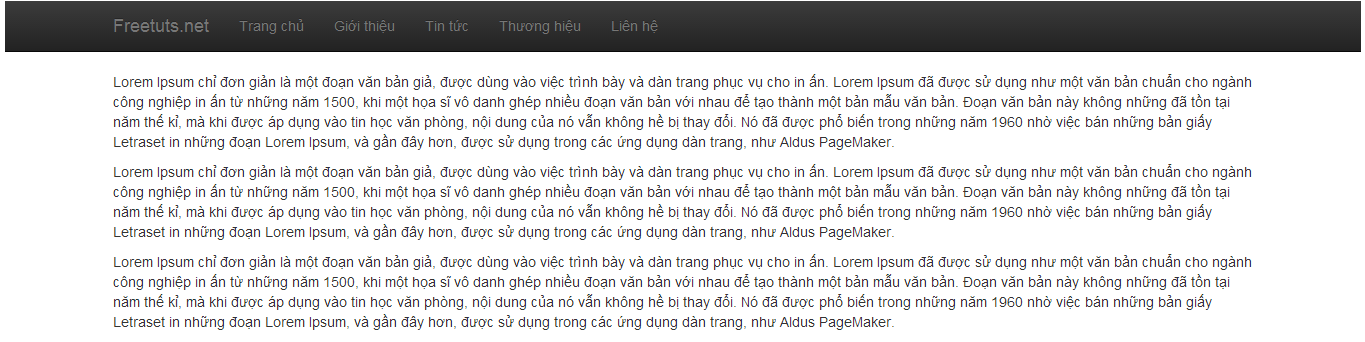 Freetuts.net Trang chủ Giới thiệu Tin tức Thương hiệu Liên hệ
Lorem Ipsum chỉ đơn giản là một đoạn văn bản giả, được dùng vào việc trình bày và dàn trang phục vụ cho in ấn. Lorem Ipsum đã được sử dụng như một văn bản chuẩn cho ngành
công nghiệp in ấn từ những năm 1500, khi một họa sĩ vô danh ghép nhiều đoạn văn bản với nhau để tạo thành một bản mẫu văn bản. Đoạn văn bản này không những đã tồn tại
năm thế kỉ, mà khi được áp dụng vào tin học văn phòng, nội dung của nó vẫn không hề bị thay đổi. Nó đã được phổ biến trong những năm 1960 nhờ việc bán những bản giấy
Letraset in những đoạn Lorem Ipsum, và gần đây hơn, được sử dụng trong các ứng dụng dàn trang, như Aldus PageMaker.
Lorem Ipsum chỉ đơn giản là một đoạn văn bản giả, được dùng vào việc trình bày và dàn trang phục vụ cho in ấn. Lorem Ipsum đã được sử dụng như một văn bản chuẩn cho ngành
công nghiệp in ấn từ những năm 1500, khi một họa sĩ vô danh ghép nhiều đoạn văn bản với nhau để tạo thành một bản mẫu văn bản. Đoạn văn bản này không những đã tồn tại
năm thế kỉ, mà khi được áp dụng vào tin học văn phòng, nội dung của nó vẫn không hề bị thay đổi. Nó đã được phổ biến trong những năm 1960 nhờ việc bán những bản giấy
Letraset in những đoạn Lorem Ipsum, và gần đây hơn, được sử dụng trong các ứng dụng dàn trang, như Aldus PageMaker.
Lorem Ipsum chỉ đơn giản là một đoạn văn bản giả, được dùng vào việc trình bày và dàn trang phục vụ cho in ấn. Lorem Ipsum đã được sử dụng như một văn bản chuẩn cho ngành
công nghiệp in ấn từ những năm 1500, khi một họa sĩ vô danh ghép nhiều đoạn văn bản với nhau để tạo thành một bản mẫu văn bản. Đoạn văn bản này không những đã tồn tại
năm thế kỉ, mà khi được áp dụng vào tin học văn phòng, nội dung của nó vẫn không hề bị thay đổi. Nó đã được phổ biến trong những năm 1960 nhờ việc bán những bản giấy
Letraset in những đoạn Lorem Ipsum, và gần đây hơn, được sử dụng trong các ứng dụng dàn trang, như Aldus PageMaker.